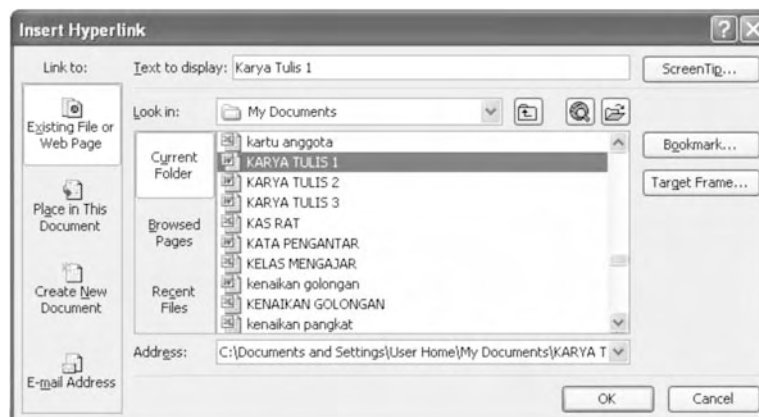 Insert Hyperlink
Link to:
Text to display: Karya Tulis 1
ScreenTip...
Existing File or
Web Page
Look in: My Documents
Current
Folder
kartu anggota
KARYA TULIS 1
KARYA TULIS 2
KARYA TULIS 3
KAS RAT
KATA PENGANTAR
KELAS MENGAJAR
kenaikan golongan
KENAIKAN GOLONGAN
kenaikan pangkat
Bookmark...
Target Frame...
Place in This
Document
Browsed
Pages
Create New
Document
Recent
Files
E-mail Address
Address: C:\Documents and Settings\User Home\My Documents\KARYA T
OK
Cancel